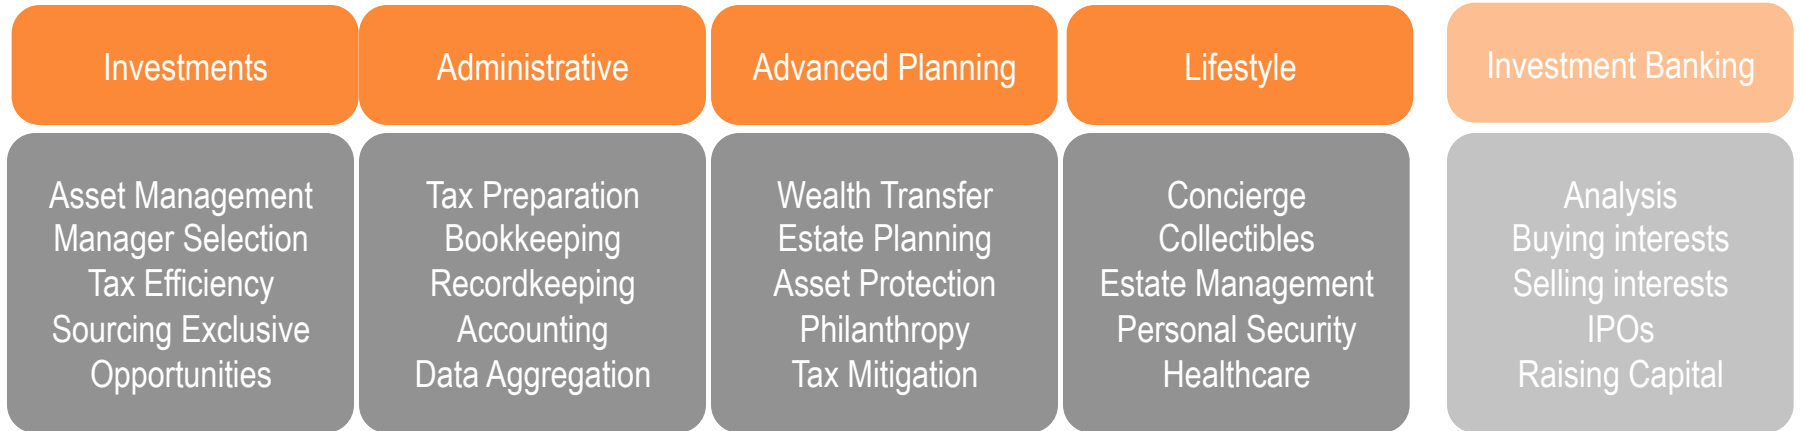 Investments
Administrative
Advanced Planning
Lifestyle
Investment Banking
Asset Management
Manager Selection
Tax Efficiency
Sourcing Exclusive
Opportunities
Tax Preparation
Bookkeeping
Recordkeeping
Accounting
Data Aggregation
Wealth Transfer
Estate Planning
Asset Protection
Philanthropy
Tax Mitigation
Concierge
Collectibles
Estate Management
Personal Security
Healthcare
Analysis
Buying interests
Selling interests
IPOs
Raising Capital